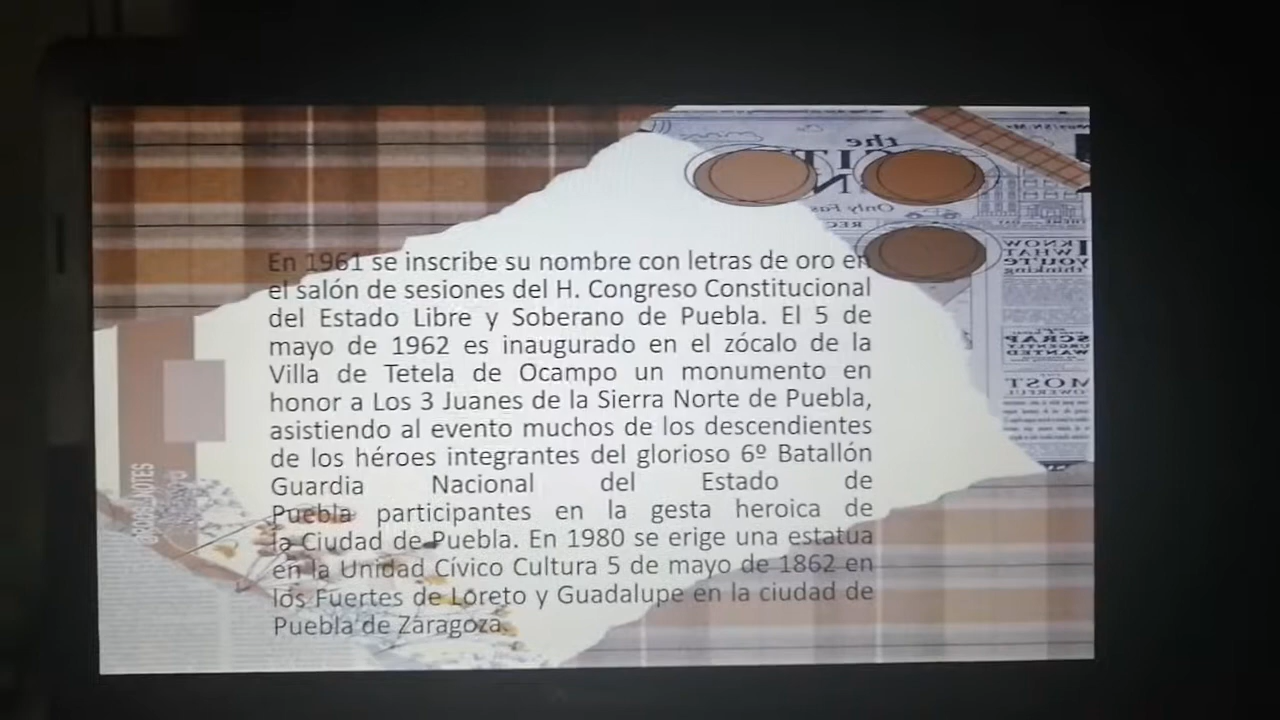 En 1961 se inscribe su nombre con letras de oro en
el salón de sesiones del H. Congreso Constitucional
del Estado Libre y Soberano de Puebla. El 5 de
mayo de 1962 es inaugurado en el zócalo de la
Villa de Tetela de Ocampo un monumento en
honor a Los 3 Juanes de la Sierra Norte de Puebla,
asistiendo al evento muchos de los descendientes
de los héroes integrantes del glorioso 6º Batallón
Guardia Nacional del Estado de
Puebla participantes en la gesta heroica de
la Ciudad de Puebla. En 1980 se erige una estatua
en la Unidad Cívico Cultura 5 de mayo de 1862 en
los Fuertes de Loreto y Guadalupe en la ciudad de
Puebla de Zaragoza.
the
Only Fas
REC
I KNOW
WHAT
YOU'RE
thinking
SCRAP
URGENTLY
WANTED
MOST
POWERFUL